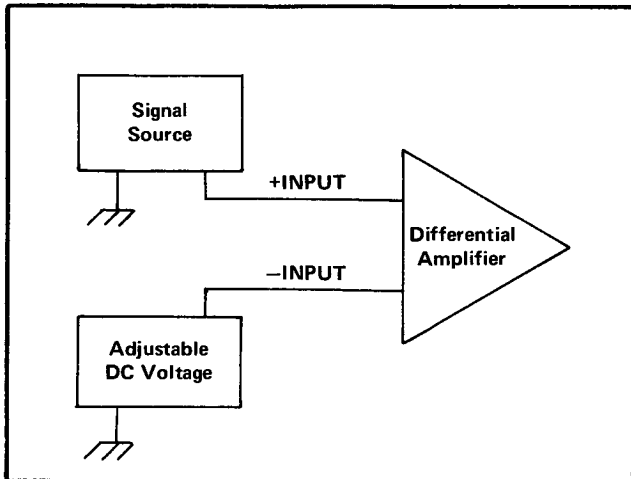 Signal
Source
+INPUT
Differential
Amplifier
−INPUT
Adjustable
DC Voltage